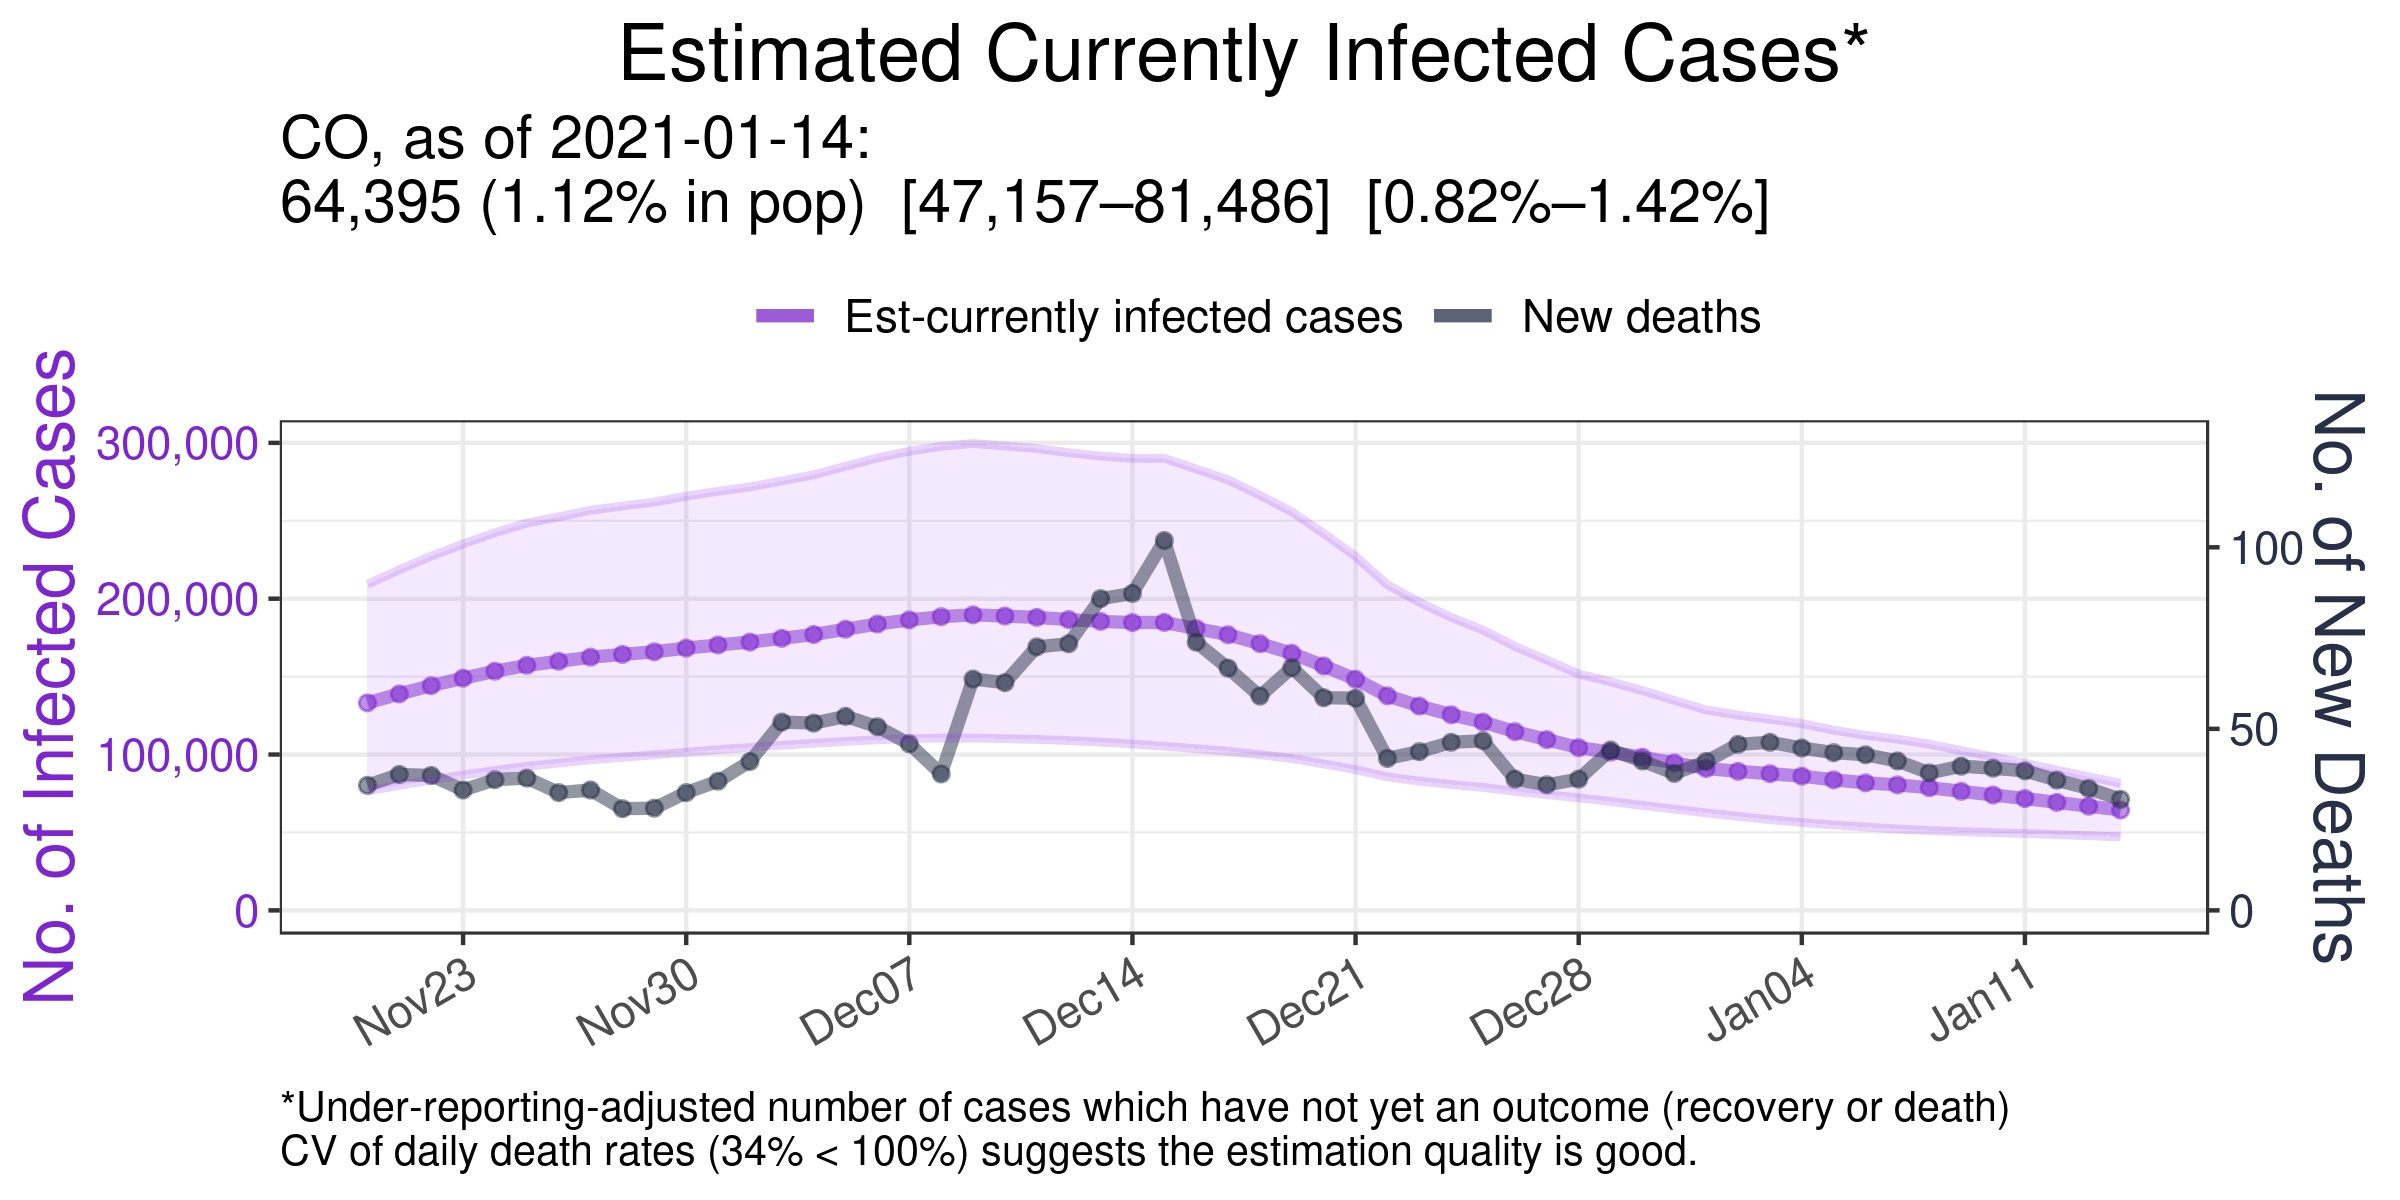 Estimated Currently Infected Cases*
CO, as of 2021-01-14:
64,395 (1.12% in pop)  [47,157–81,486]  [0.82%–1.42%]
Est-currently infected cases
New deaths
No. of Infected Cases
300,000
200,000
100,000
0
No. of New Deaths
100
50
0
Nov23
Nov30
Dec07
Dec14
Dec21
Dec28
Jan04
Jan11
*Under-reporting-adjusted number of cases which have not yet an outcome (recovery or death)
CV of daily death rates (34% < 100%) suggests the estimation quality is good.